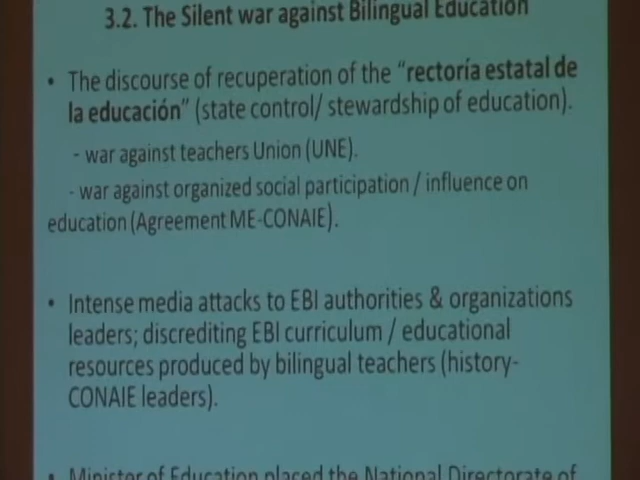 3.2. The Silent war against Bilingual Education
• The discourse of recuperation of the “rectoría estatal de
la educación” (state control/ stewardship of education).
- war against teachers Union (UNE).
- war against organized social participation / influence on
education (Agreement ME-CONAIE).
• Intense media attacks to EBI authorities & organizations
leaders; discrediting EBI curriculum / educational
resources produced by bilingual teachers (history-
CONAIE leaders).
• Minister of Education placed the National Directorate of